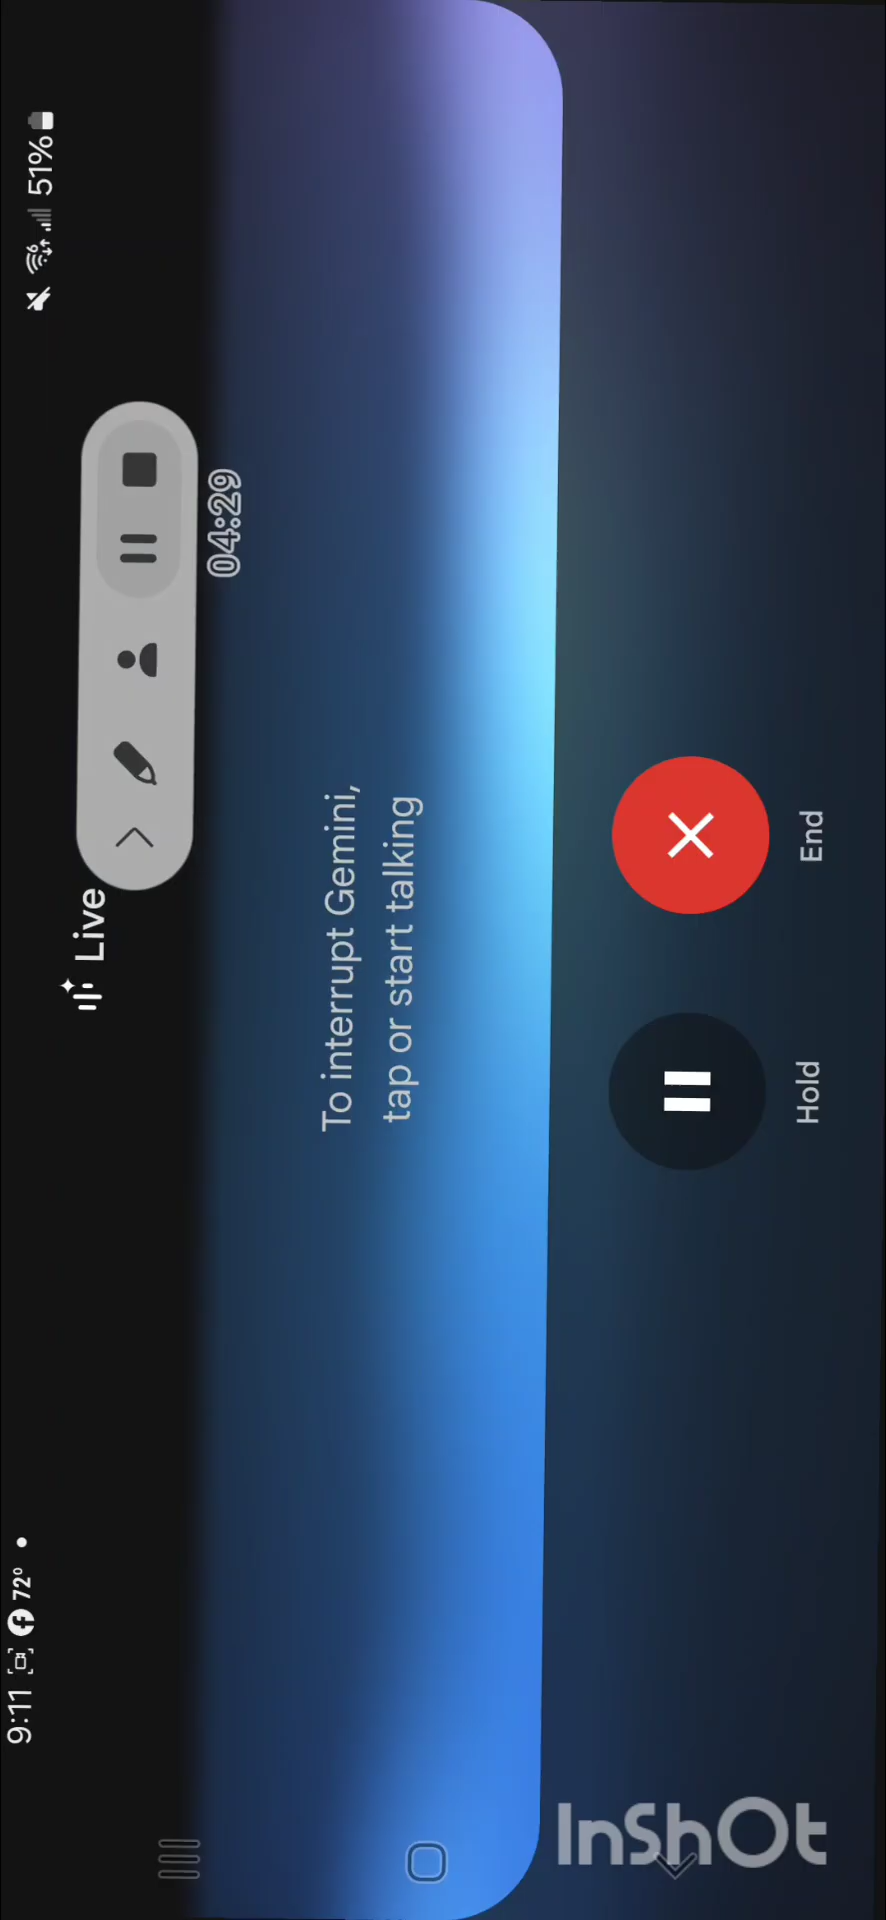 9:11 72°
51%
Live
04:29
To interrupt Gemini,
tap or start talking
Hold
End
InShOt